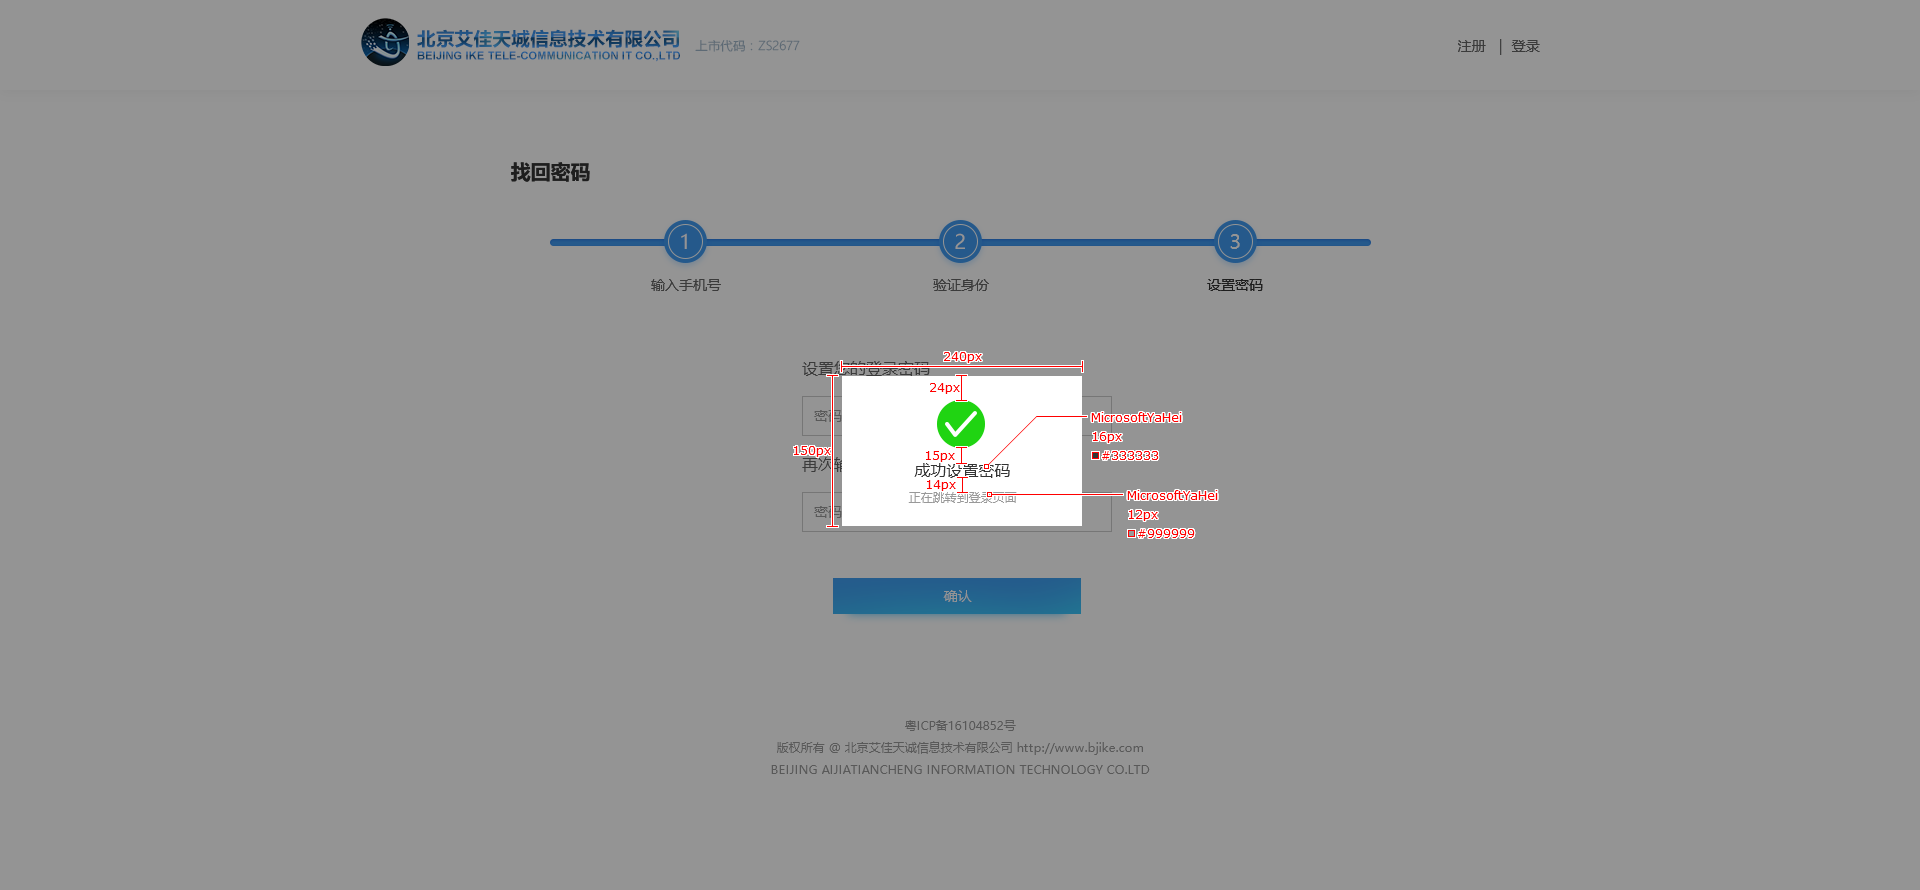 北京艾佳天诚信息技术有限公司
BEIJING IKE TELE-COMMUNICATION IT CO.,LTD
上市代码：ZS2677
注册 | 登录
找回密码
1 2 3
输入手机号 验证身份 设置密码
240px
设置您的登录密码
24px
密码
MicrosoftYaHei
16px
#333333
150px
15px
再次输
成功设置密码
14px
正在跳转到登录页面
MicrosoftYaHei
12px
#999999
密码
确认
粤ICP备16104852号
版权所有 @ 北京艾佳天诚信息技术有限公司 http://www.bjike.com
BEIJING AIJIATIANCHENG INFORMATION TECHNOLOGY CO.LTD